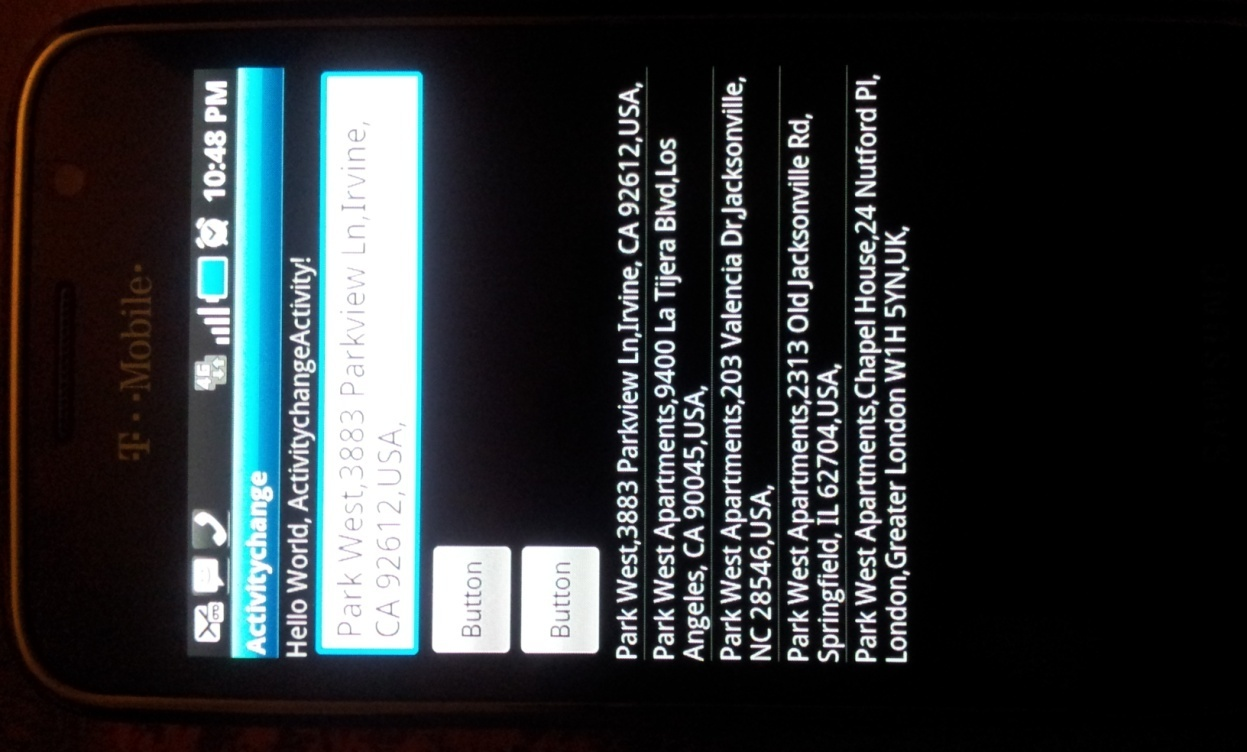 T··Mobile·
4G 10:48 PM
Activitychange
Hello World, ActivitychangeActivity!
Park West,3883 Parkview Ln,Irvine,
CA 92612,USA,
Button
Button
Park West,3883 Parkview Ln,Irvine, CA 92612,USA,
Park West Apartments,9400 La Tijera Blvd,Los
Angeles, CA 90045,USA,
Park West Apartments,203 Valencia Dr,Jacksonville,
NC 28546,USA,
Park West Apartments,2313 Old Jacksonville Rd,
Springfield, IL 62704,USA,
Park West Apartments,Chapel House,24 Nutford Pl,
London,Greater London W1H 5YN,UK,